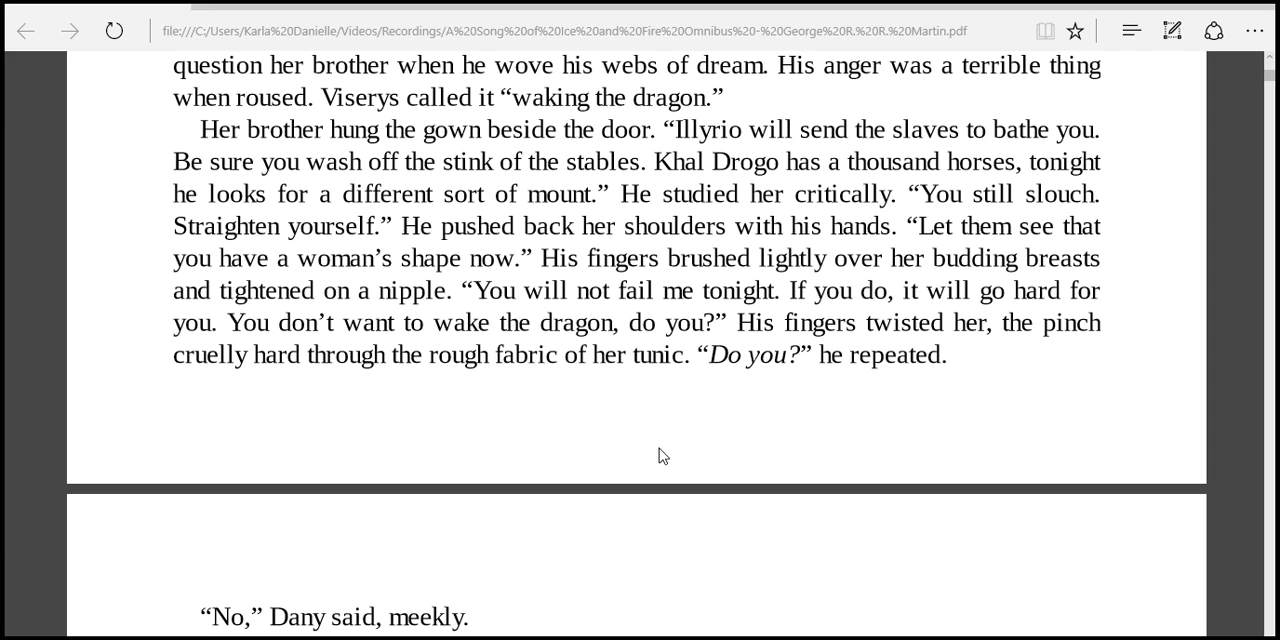 file:///C:/Users/Karla%20Danielle/Videos/Recordings/A%20Song%20of%20Ice%20and%20Fire%20Omnibus%20-%20George%20R.%20R.%20Martin.pdf
question her brother when he wove his webs of dream. His anger was a terrible thing
when roused. Viserys called it “waking the dragon.”
Her brother hung the gown beside the door. “Illyrio will send the slaves to bathe you.
Be sure you wash off the stink of the stables. Khal Drogo has a thousand horses, tonight
he looks for a different sort of mount.” He studied her critically. “You still slouch.
Straighten yourself.” He pushed back her shoulders with his hands. “Let them see that
you have a woman’s shape now.” His fingers brushed lightly over her budding breasts
and tightened on a nipple. “You will not fail me tonight. If you do, it will go hard for
you. You don’t want to wake the dragon, do you?” His fingers twisted her, the pinch
cruelly hard through the rough fabric of her tunic. “Do you?” he repeated.
“No,” Dany said, meekly.